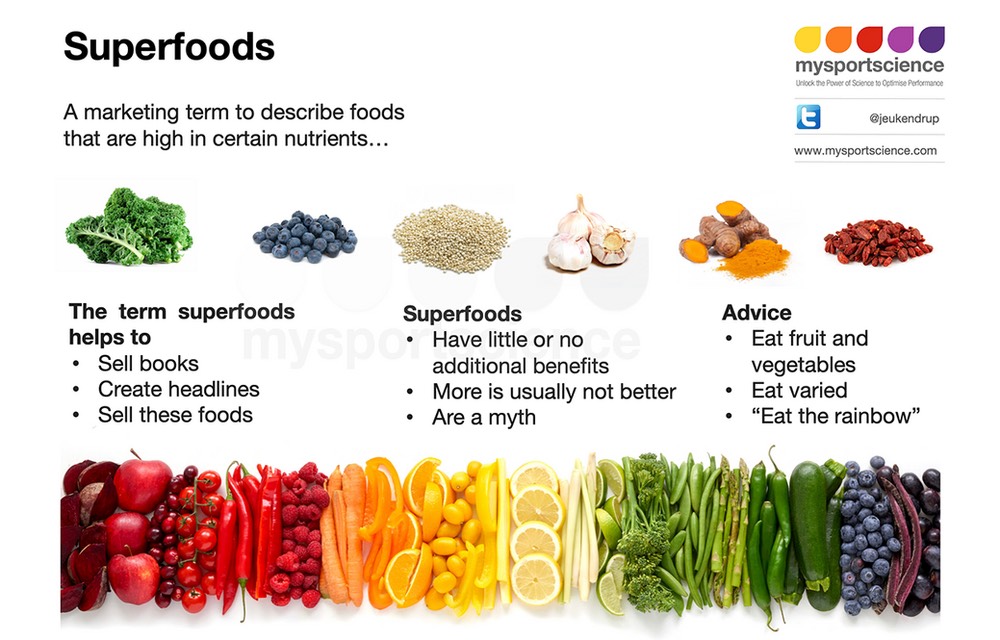 Superfoods
mysportscience
Unlock the Power of Science to Optimise Performance
@jeukendrup
www.mysportscience.com
A marketing term to describe foods
that are high in certain nutrients…
The term superfoods
helps to
• Sell books
• Create headlines
• Sell these foods
Superfoods
• Have little or no
additional benefits
• More is usually not better
• Are a myth
Advice
• Eat fruit and
vegetables
• Eat varied
• “Eat the rainbow”
mysportscience